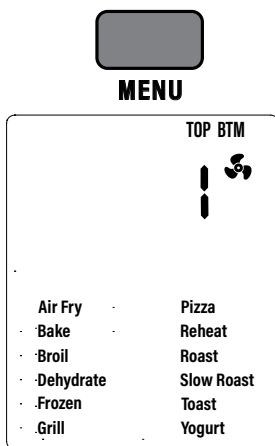 MENU
TOP BTM
1
Air Fry Pizza
Bake Reheat
Broil Roast
Dehydrate Slow Roast
Frozen Toast
Grill Yogurt